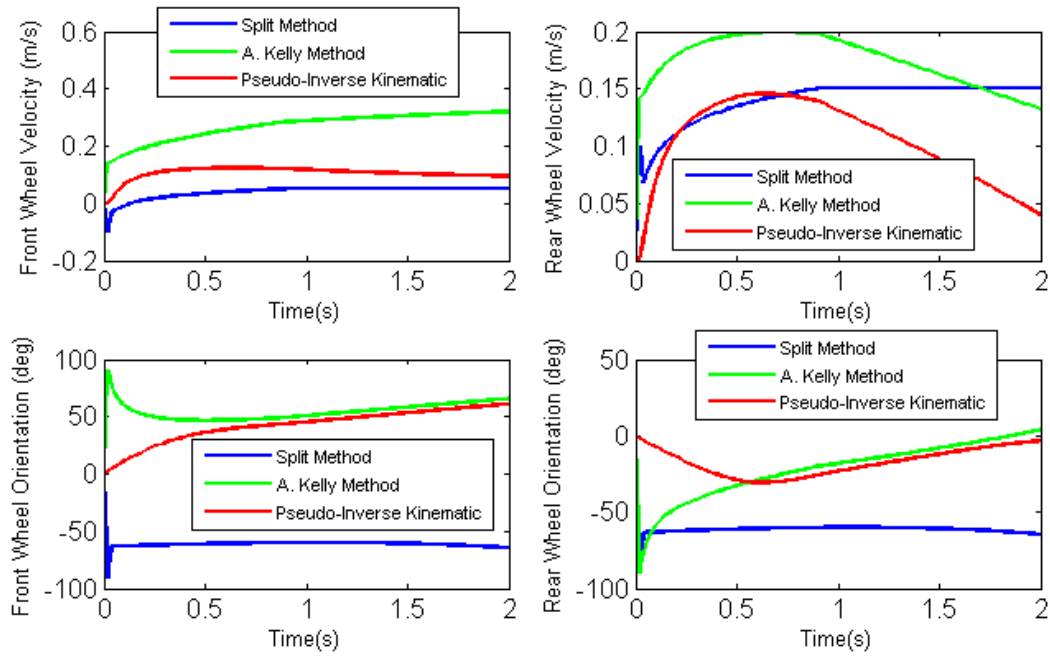 Front Wheel Velocity (m/s)
0.6
0.4
0.2
0
-0.2
Split Method
A. Kelly Method
Pseudo-Inverse Kinematic
0
0.5
1
1.5
2
Time(s)
Rear Wheel Velocity (m/s)
0.2
0.15
0.1
0.05
0
Split Method
A. Kelly Method
Pseudo-Inverse Kinematic
0
0.5
1
1.5
2
Time(s)
Front Wheel Orientation (deg)
100
50
0
-50
-100
Split Method
A. Kelly Method
Pseudo-Inverse Kinematic
0
0.5
1
1.5
2
Time(s)
Rear Wheel Orientation (deg)
50
0
-50
-100
Split Method
A. Kelly Method
Pseudo-Inverse Kinematic
0
0.5
1
1.5
2
Time(s)